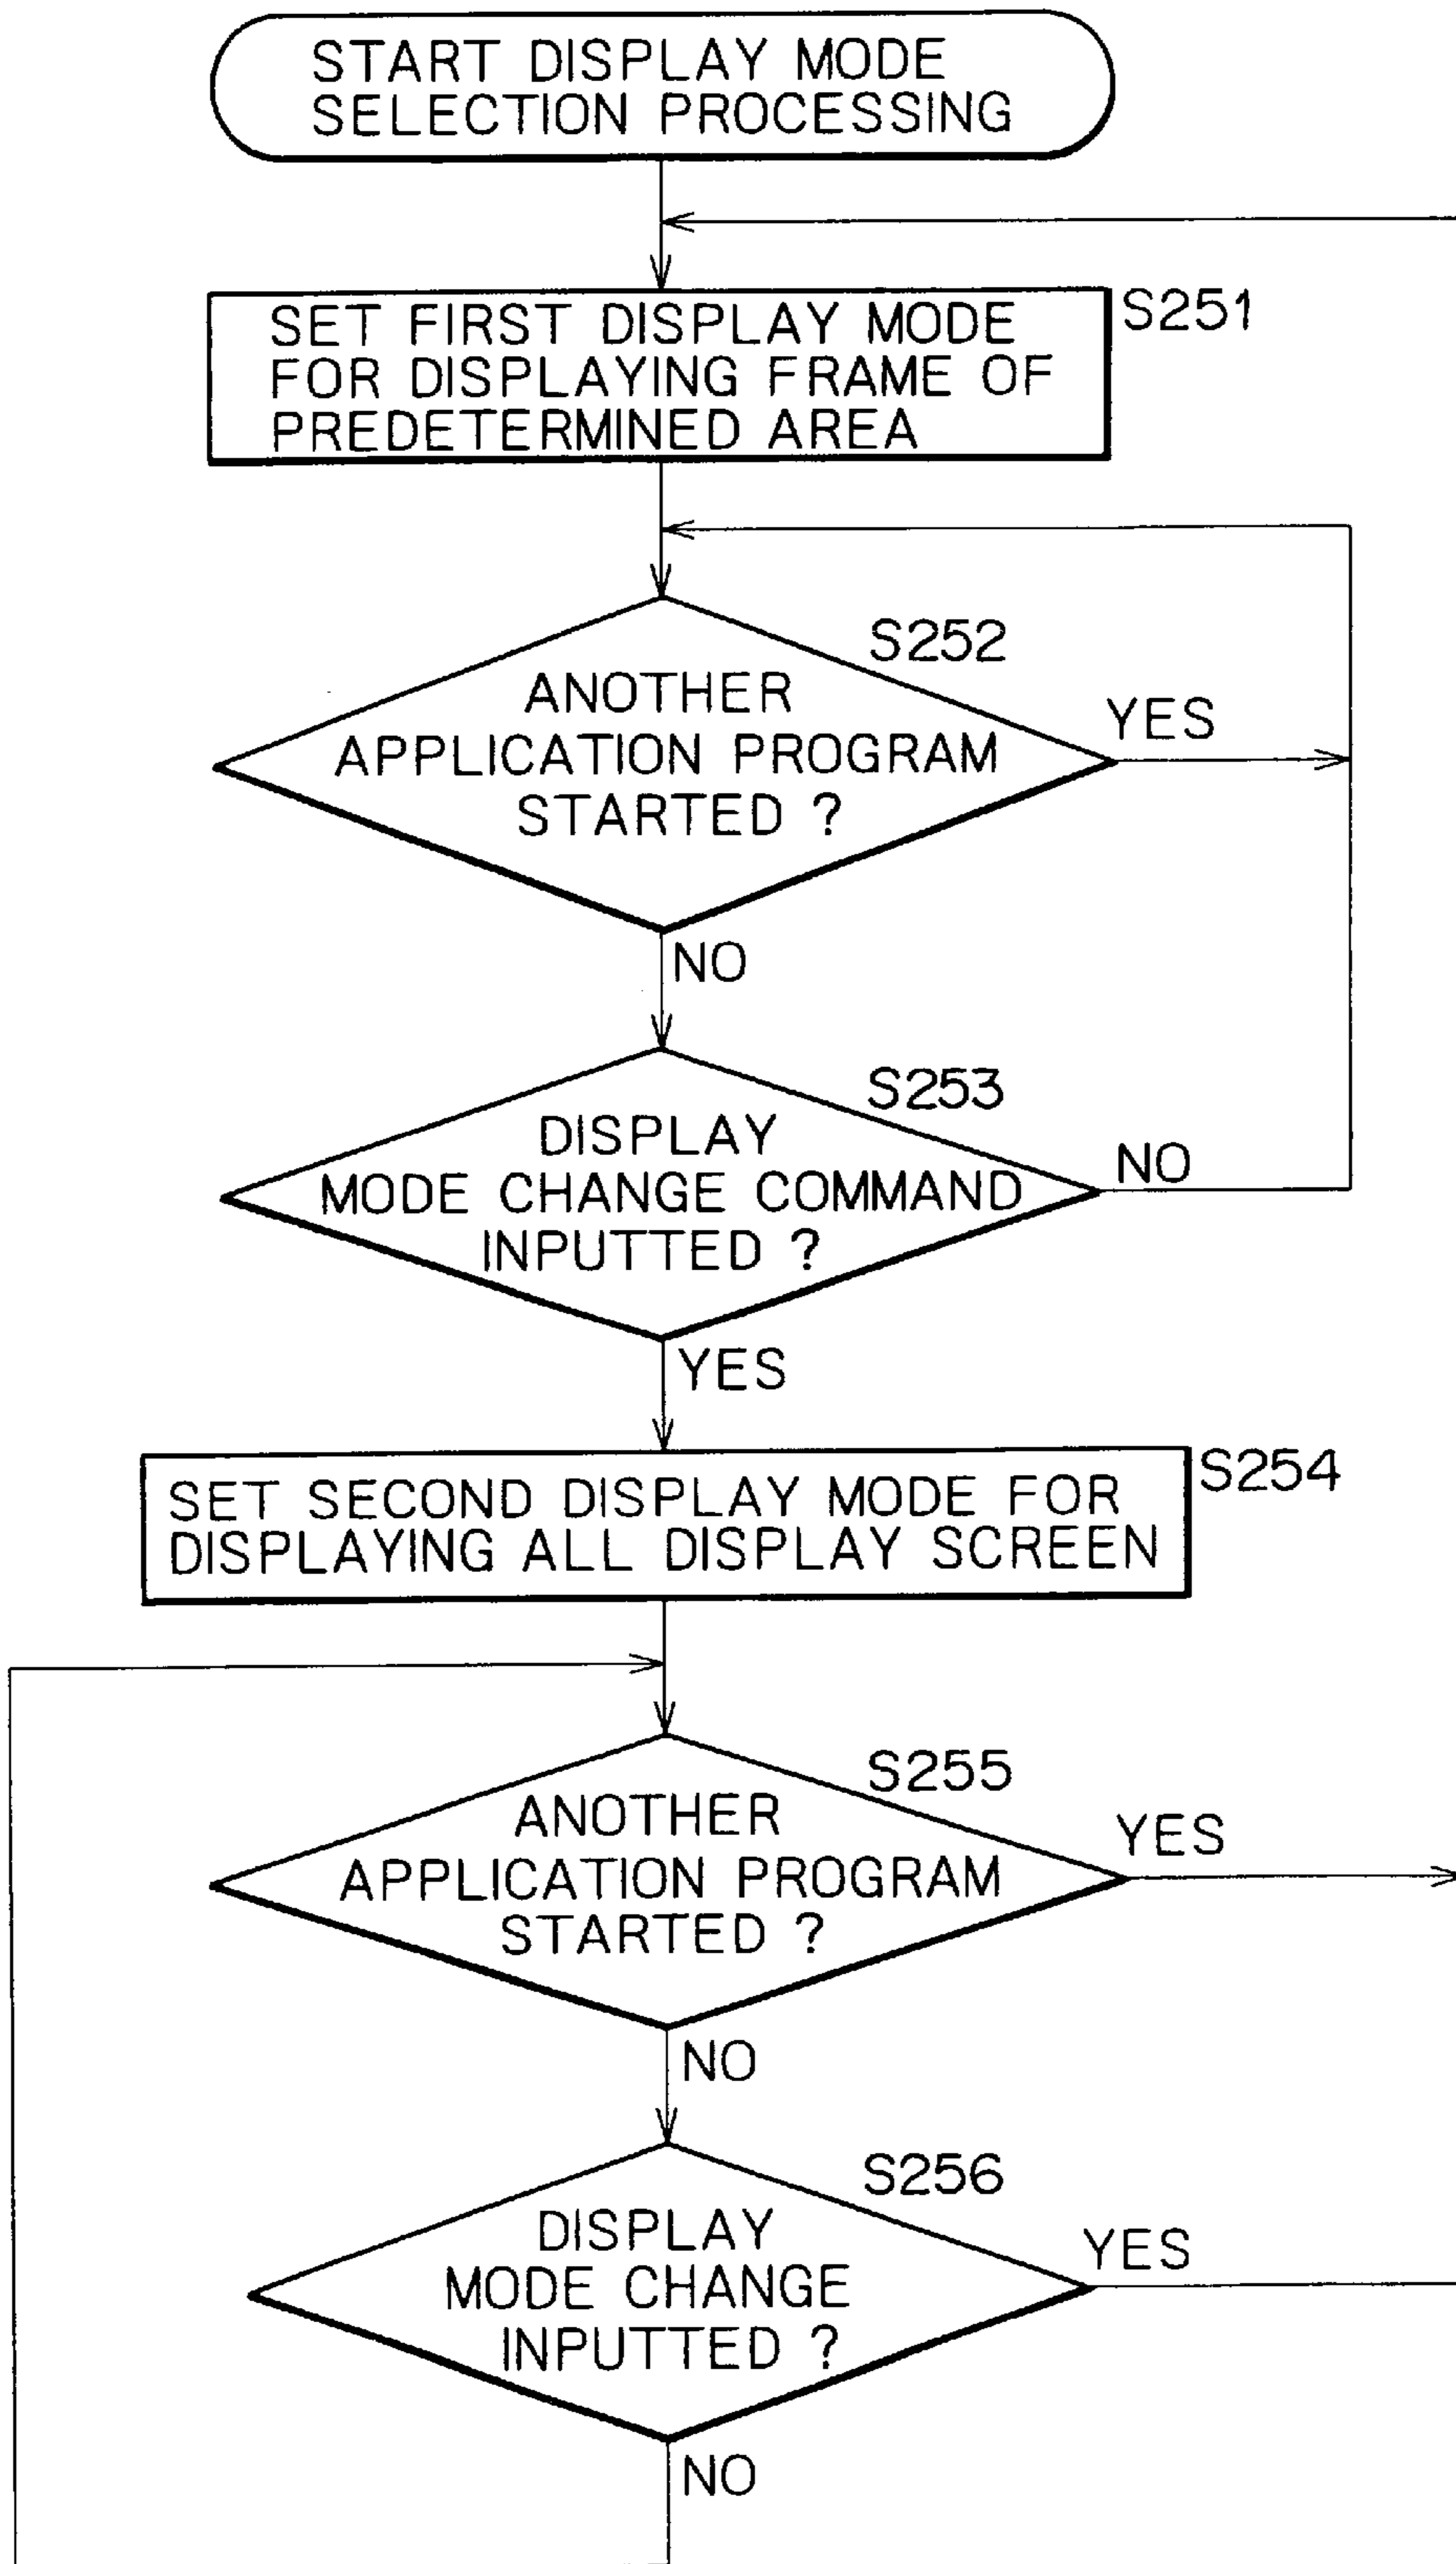 START DISPLAY MODE
SELECTION PROCESSING
SET FIRST DISPLAY MODE
FOR DISPLAYING FRAME OF
PREDETERMINED AREA
S251
S252
ANOTHER
APPLICATION PROGRAM
STARTED ?
YES
NO
S253
DISPLAY
MODE CHANGE COMMAND
INPUTTED ?
NO
YES
SET SECOND DISPLAY MODE FOR
DISPLAYING ALL DISPLAY SCREEN
S254
S255
ANOTHER
APPLICATION PROGRAM
STARTED ?
YES
NO
S256
DISPLAY
MODE CHANGE
INPUTTED ?
YES
NO